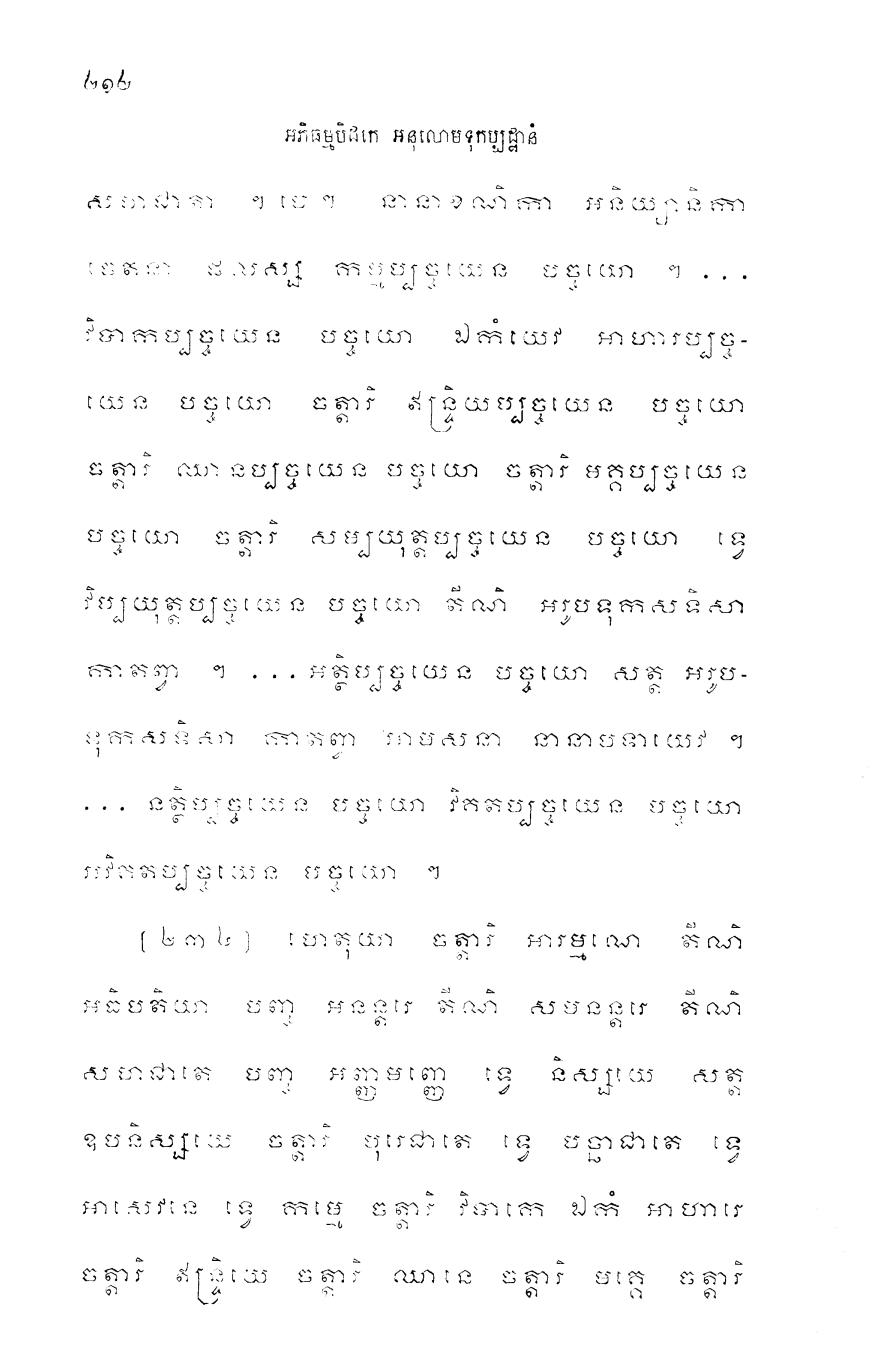 ២១២
អភិធម្មបិដកេ អនុលោមទុកប្បដ្ឋានំ
សហជាតា ។ បេ ។ នានាខណិកា អនិយ្យានិកា
ចេតនា ផលស្ស កម្មប្បច្ចយេន បច្ចយោ ។ ...
វិបាកប្បច្ចយេន បច្ចយោ ឯកំយេវ អាហារប្បច្ច-
យេន បច្ចយោ ចត្តារិ ឥន្ទ្រិយប្បច្ចយេន បច្ចយោ
ចត្តារិ ឈានប្បច្ចយេន បច្ចយោ ចត្តារិ មគ្គប្បច្ចយេន
បច្ចយោ ចត្តារិ សម្បយុត្តប្បច្ចយេន បច្ចយោ ទ្វេ
វិប្បយុត្តប្បច្ចយេន បច្ចយោ តីណិ អរូបទុកសទិសា
កាតព្វា ។ ... អត្ថិប្បច្ចយេន បច្ចយោ សត្ត អរូប-
ទុកសទិសា កាតព្វា អាមសនា នានាបទាយេវ ។
... នត្ថិប្បច្ចយេន បច្ចយោ វិគតប្បច្ចយេន បច្ចយោ
អវិគតប្បច្ចយេន បច្ចយោ ។
[២៣៤] ហេតុយា ចត្តារិ អារម្មណេ តីណិ
អធិបតិយា បញ្ច អនន្តរេ តីណិ សមនន្តរេ តីណិ
សហជាតេ បញ្ច អញ្ញមញ្ញេ ទ្វេ និស្សយេ សត្ត
ឧបនិស្សយេ ចត្តារិ បុរេជាតេ ទ្វេ បច្ឆាជាតេ ទ្វេ
អាសេវនេ ទ្វេ កម្មេ ចត្តារិ វិបាកេ ឯកំ អាហារេ
ចត្តារិ ឥន្ទ្រិយេ ចត្តារិ ឈានេ ចត្តារិ មគ្គេ ចត្តារិ